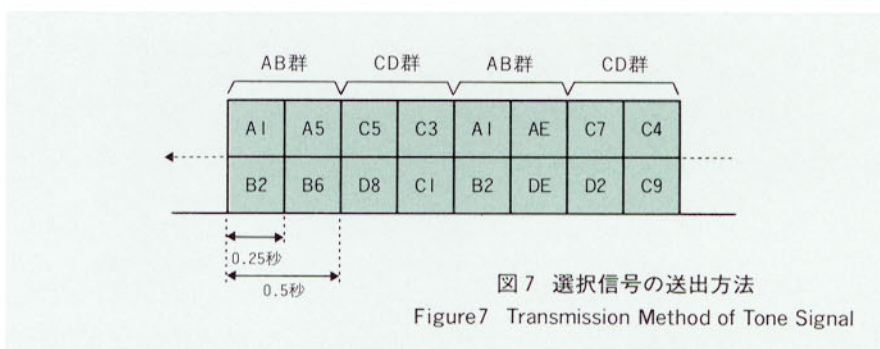 AB群 CD群 AB群 CD群
A1 A5 C5 C3 A1 AE C7 C4
B2 B6 D8 C1 B2 DE D2 C9
0.25秒
0.5秒
図7 選択信号の送出方法
Figure7 Transmission Method of Tone Signal